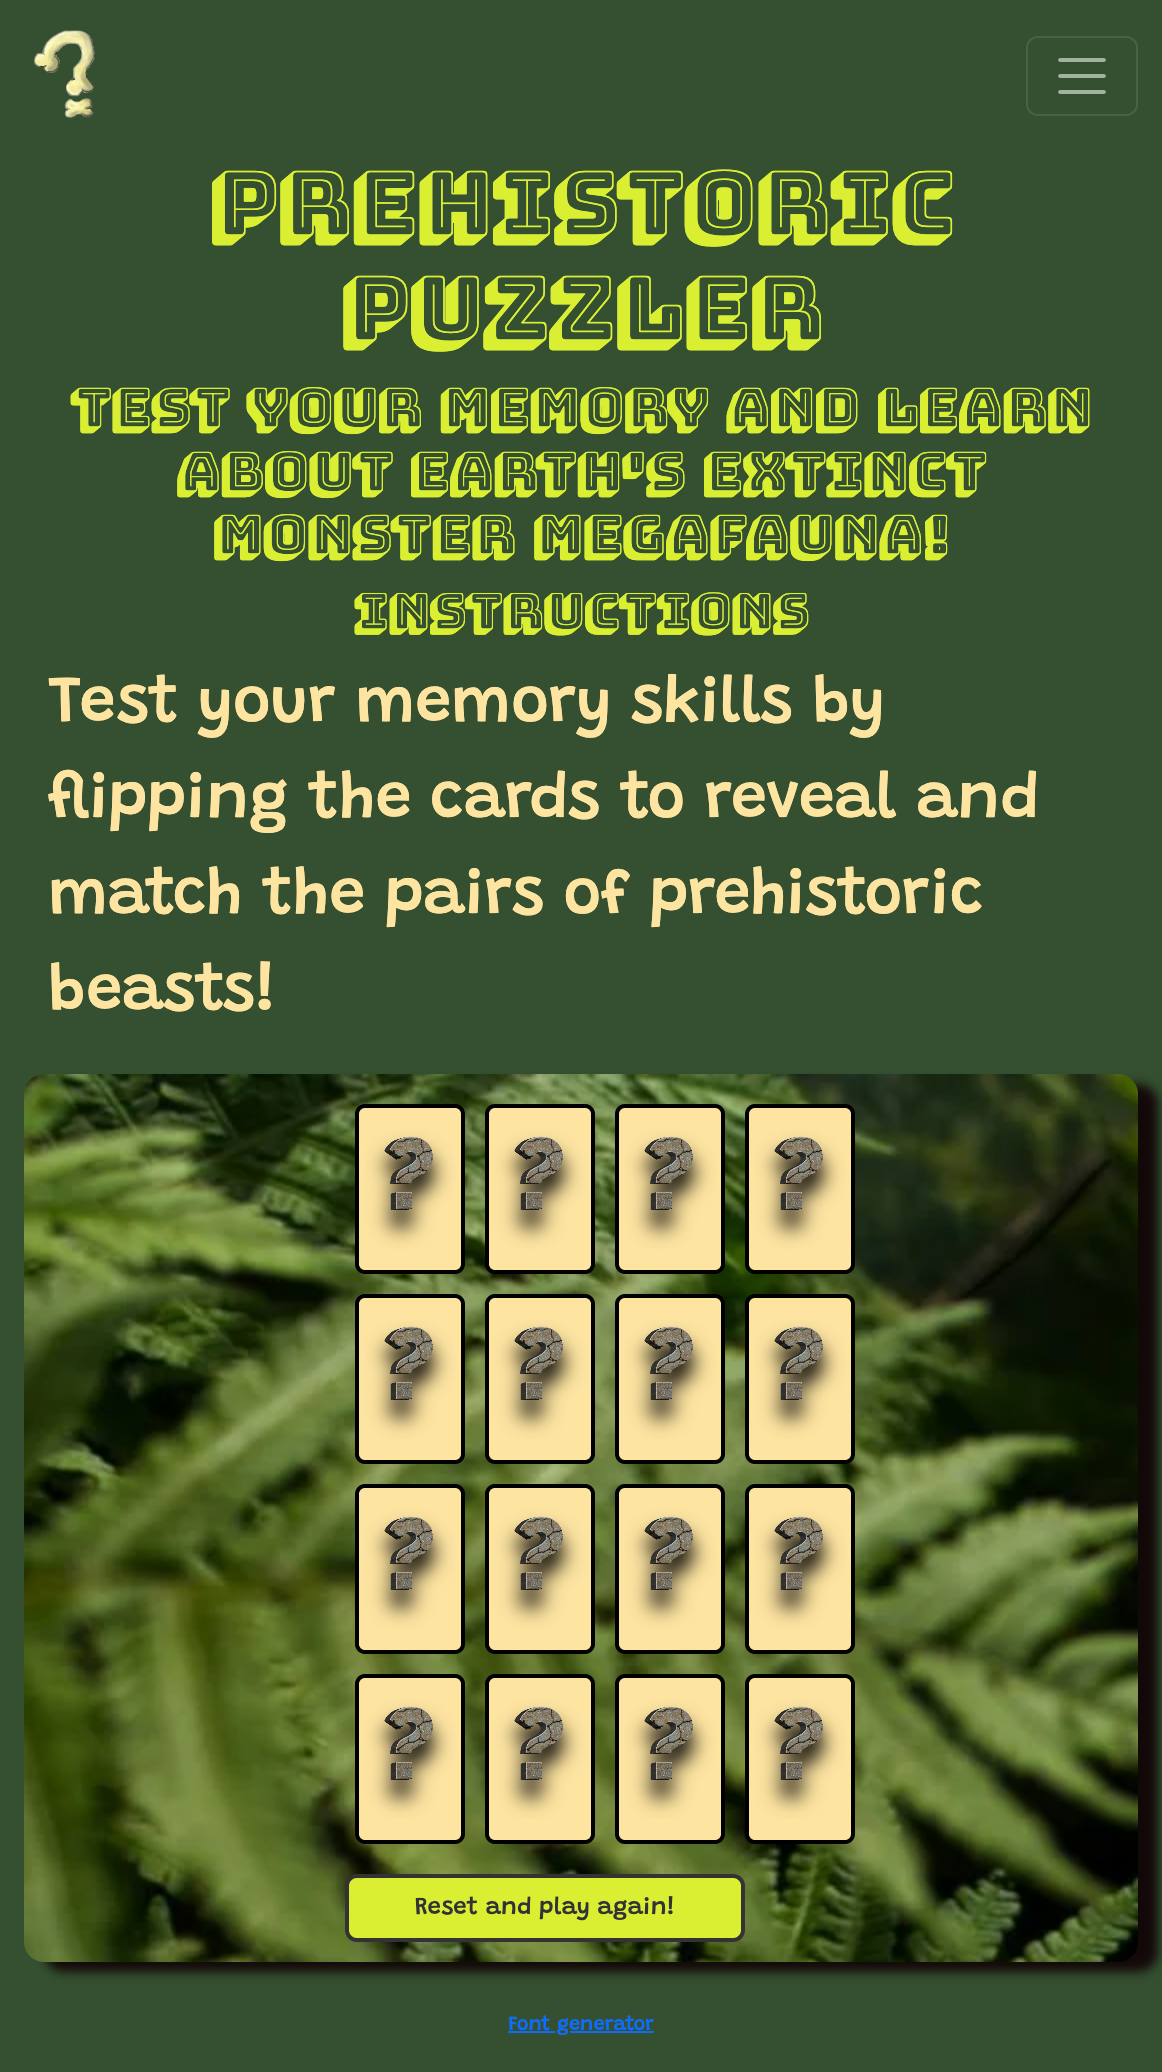 ?
PREHISTORIC
PUZZLER
TEST YOUR MEMORY AND LEARN
ABOUT EARTH'S EXTINCT
MONSTER MEGAFAUNA!
INSTRUCTIONS
Test your memory skills by
flipping the cards to reveal and
match the pairs of prehistoric
beasts!
? ? ? ?
? ? ? ?
? ? ? ?
? ? ? ?
Reset and play again!
Font generator